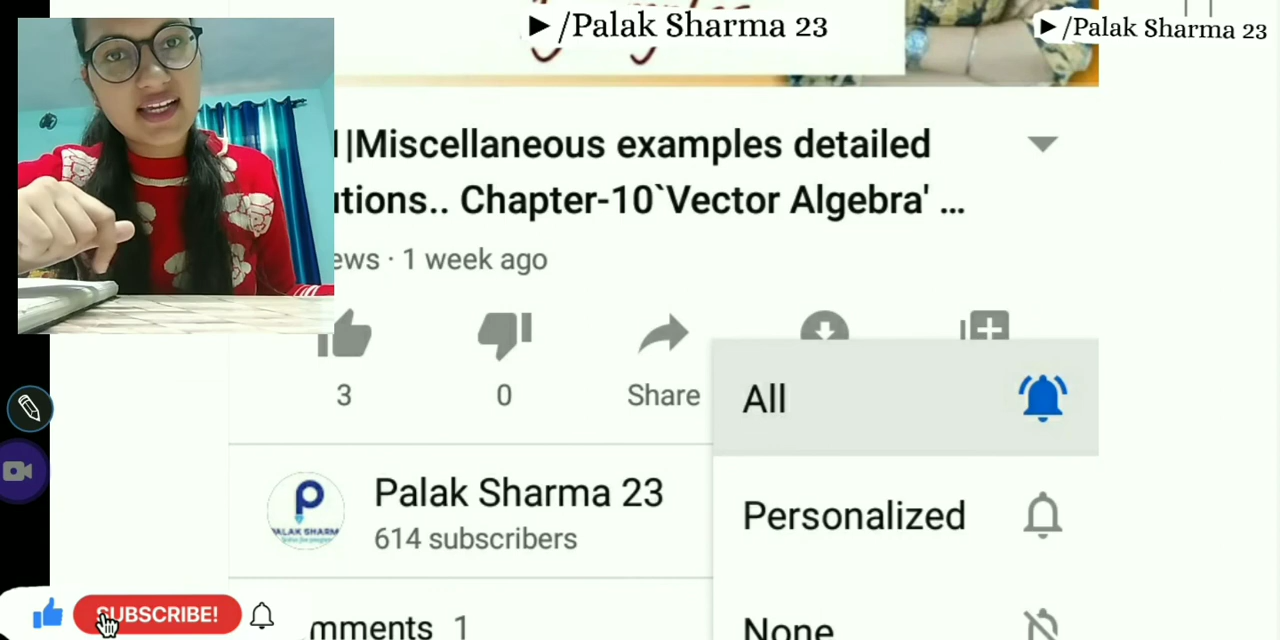 /Palak Sharma 23
/Palak Sharma 23
|Miscellaneous examples detailed
utions.. Chapter-10`Vector Algebra' ...
ews · 1 week ago
3
0
Share
All
Palak Sharma 23
614 subscribers
Personalized
SUBSCRIBE!
mments 1
None